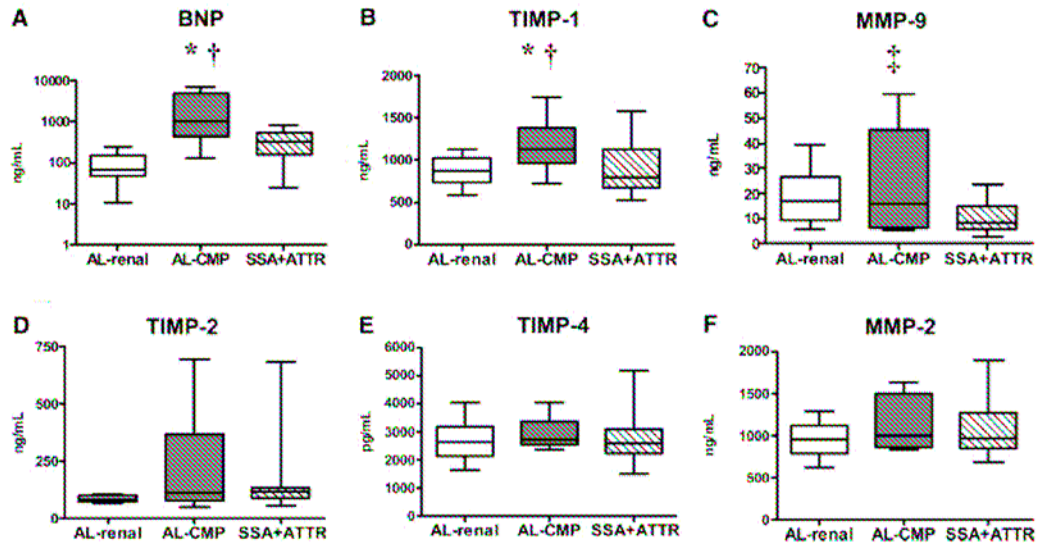 A BNP
* †
ng/mL
10000
1000
100
10
1
AL-renal AL-CMP SSA+ATTR
B TIMP-1
* †
ng/mL
2000
1500
1000
500
0
AL-renal AL-CMP SSA+ATTR
C MMP-9
‡
ng/mL
70
60
50
40
30
20
10
0
AL-renal AL-CMP SSA+ATTR
D TIMP-2
ng/mL
750
500
250
0
AL-renal AL-CMP SSA+ATTR
E TIMP-4
pg/mL
6000
5000
4000
3000
2000
1000
0
AL-renal AL-CMP SSA+ATTR
F MMP-2
ng/mL
2000
1500
1000
500
0
AL-renal AL-CMP SSA+ATTR